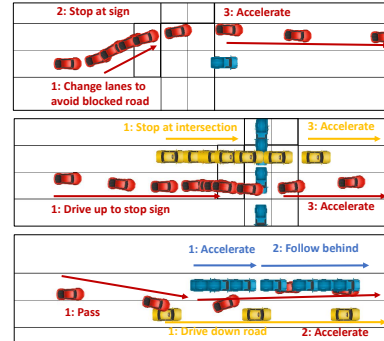 2: Stop at sign
3: Accelerate
1: Change lanes to
avoid blocked road
1: Stop at intersection
3: Accelerate
1: Drive up to stop sign
3: Accelerate
1: Accelerate
2: Follow behind
1: Pass
1: Drive down road
2: Accelerate